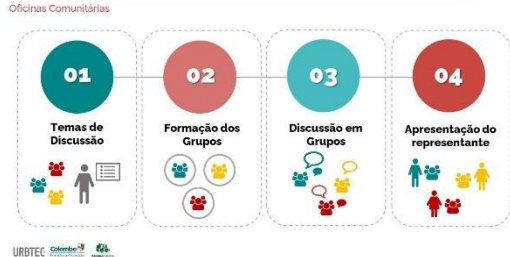 Oficinas Comunitárias
01
02
03
04
Temas de
Discussão
Formação dos
Grupos
Discussão em
Grupos
Apresentação do
representante
URBTEC
Colombo